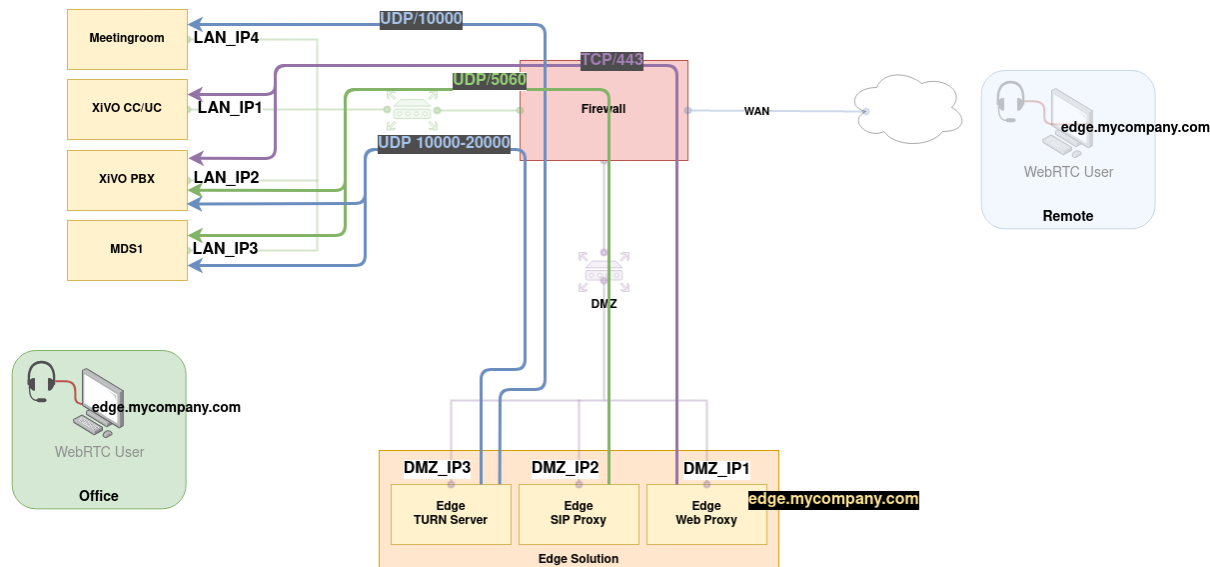 UDP/10000
Meetingroom
LAN_IP4
TCP/443
UDP/5060
XiVO CC/UC
LAN_IP1
Firewall
WAN
edge.mycompany.com
WebRTC User
Remote
UDP 10000-20000
XiVO PBX
LAN_IP2
MDS1
LAN_IP3
DMZ
edge.mycompany.com
WebRTC User
Office
DMZ_IP3
DMZ_IP2
DMZ_IP1
edge.mycompany.com
Edge
TURN Server
Edge
SIP Proxy
Edge
Web Proxy
Edge Solution